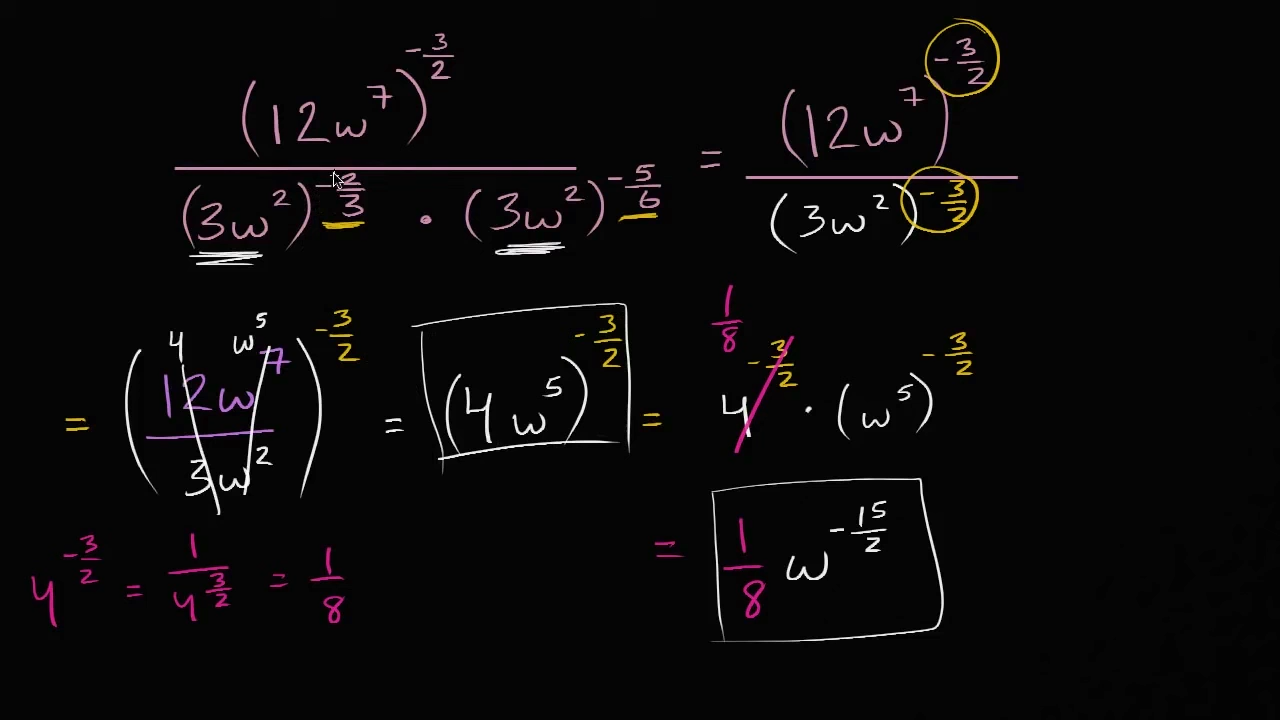 (12w^7)^(-3/2) / ((3w^2)^(-2/3) · (3w^2)^(-5/6)) = (12w^7)^(-3/2) / (3w^2)^(-3/2)
= (12w^7 / 3w^2)^(-3/2) 4 w^5 = (4w^5)^(-3/2) = 4^(-3/2) 1/8 · (w^5)^(-3/2)
4^(-3/2) = 1/4^(3/2) = 1/8
= 1/8 w^(-15/2)